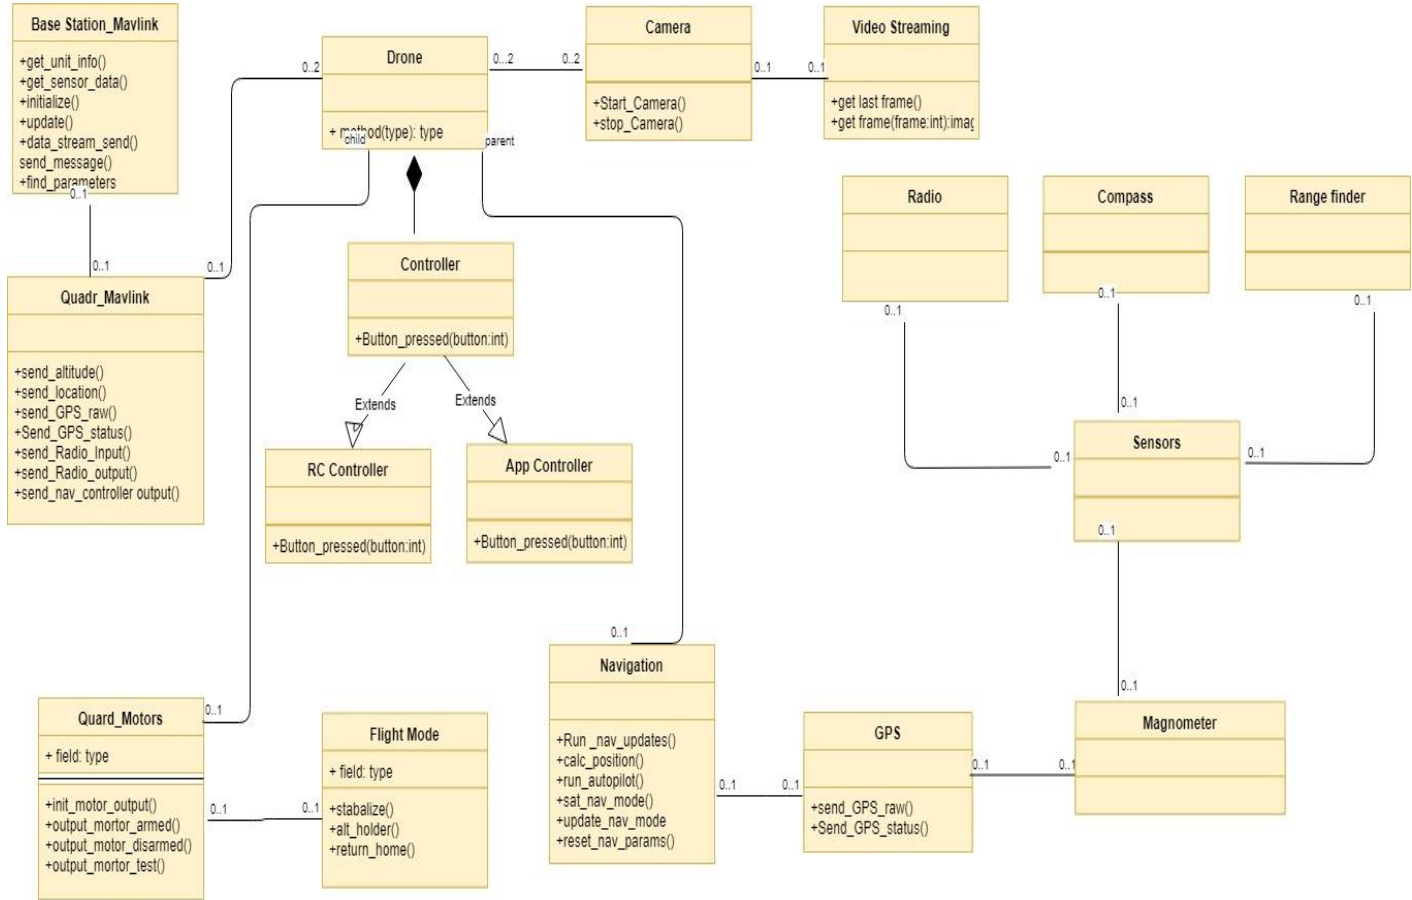 Base Station_Mavlink
+get_unit_info()
+get_sensor_data()
+initialize()
+update()
+data_stream_send()
send_message()
+find_parameters
0..1
0..1
Quadr_Mavlink
+send_altitude()
+send_location()
+send_GPS_raw()
+Send_GPS_status()
+send_Radio_Input()
+send_Radio_output()
+send_nav_controller output()
0..1
0..2
Drone
+ method(type): type
child
parent
0...2
0..2
Camera
+Start_Camera()
+stop_Camera()
0..1
0..1
Video Streaming
+get last frame()
+get frame(frame:int):imag
Controller
+Button_pressed(button:int)
Extends
Extends
RC Controller
+Button_pressed(button:int)
App Controller
+Button_pressed(button:int)
Radio
0..1
Compass
0..1
Range finder
0..1
0..1
0..1
0..1
Sensors
0..1
0..1
Magnometer
0..1
0..1
GPS
+send_GPS_raw()
+Send_GPS_status()
0..1
0..1
0..1
Navigation
+Run _nav_updates()
+calc_position()
+run_autopilot()
+sat_nav_mode()
+update_nav_mode
+reset_nav_params()
0..1
Quard_Motors
+ field: type
+init_motor_output()
+output_mortor_armed()
+output_motor_disarmed()
+output_mortor_test()
0..1
0..1
Flight Mode
+ field: type
+stabalize()
+alt_holder()
+return_home()